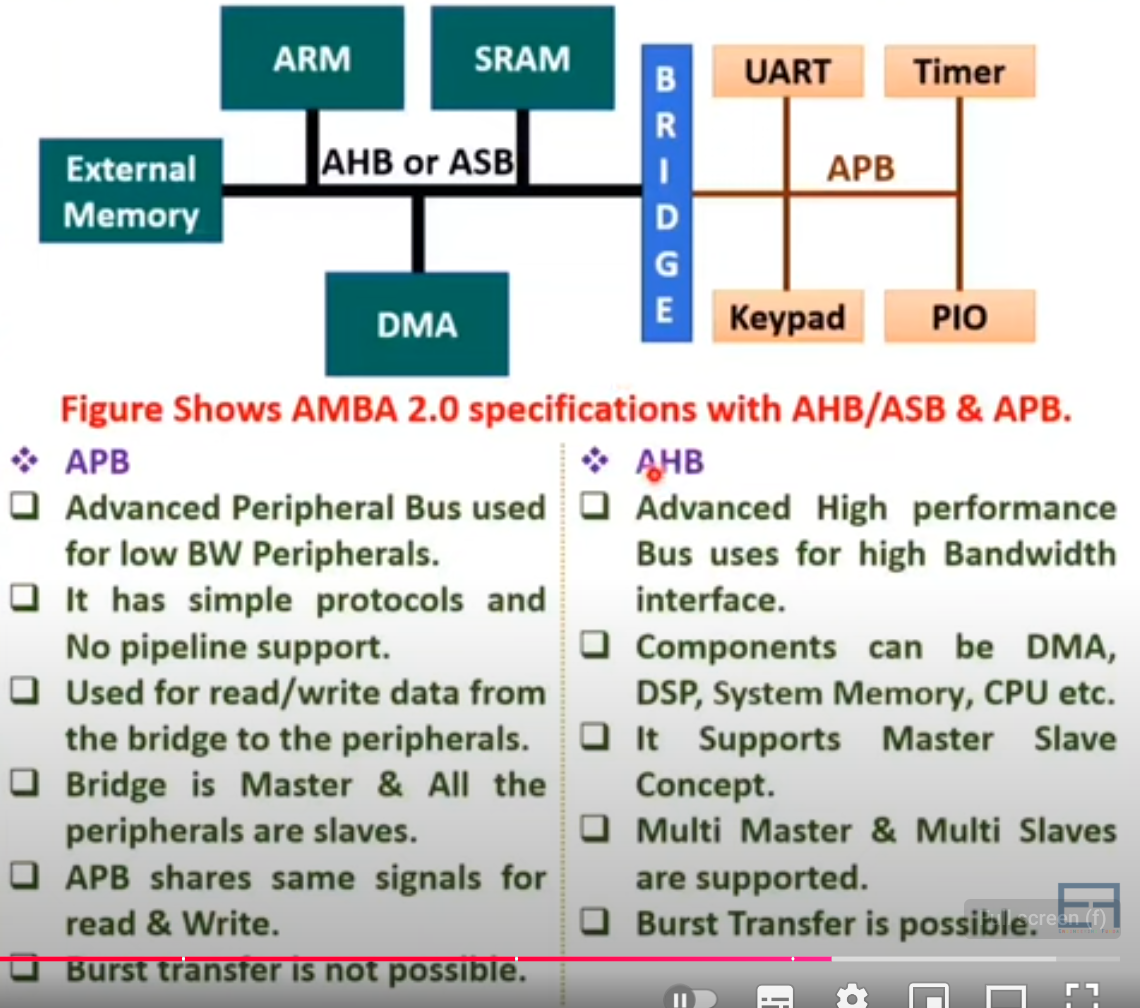 ARM
SRAM
BRIDGE
UART
Timer
External
Memory
AHB or ASB
APB
DMA
Keypad
PIO
Figure Shows AMBA 2.0 specifications with AHB/ASB & APB.
❖ APB
❑ Advanced Peripheral Bus used
for low BW Peripherals.
❑ It has simple protocols and
No pipeline support.
❑ Used for read/write data from
the bridge to the peripherals.
❑ Bridge is Master & All the
peripherals are slaves.
❑ APB shares same signals for
read & Write.
❑ Burst transfer is not possible.
❖ AHB
❑ Advanced High performance
Bus uses for high Bandwidth
interface.
❑ Components can be DMA,
DSP, System Memory, CPU etc.
❑ It Supports Master Slave
Concept.
❑ Multi Master & Multi Slaves
are supported.
❑ Burst Transfer is possible.
Full screen (f)